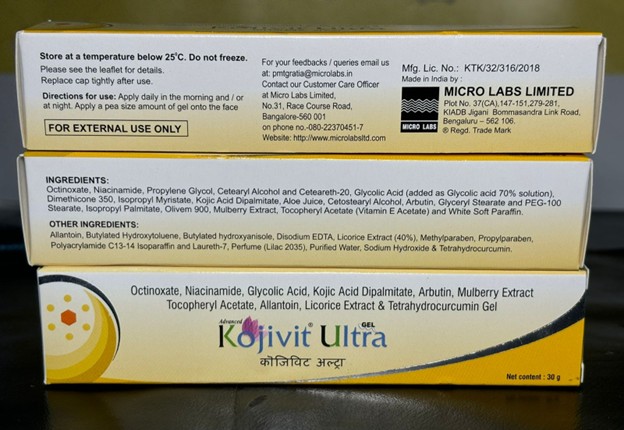 Store at a temperature below 25°C. Do not freeze.
Please see the leaflet for details.
Replace cap tightly after use.
Directions for use: Apply daily in the morning and / or
at night. Apply a pea size amount of gel onto the face
FOR EXTERNAL USE ONLY
For your feedbacks / queries email us
at: pmtgratia@microlabs.in
Contact our Customer Care Officer
at Micro Labs Limited,
No.31, Race Course Road,
Bangalore-560 001
on phone no.-080-22370451-7
Website: http://www.microlabsltd.com
Mfg. Lic. No.: KTK/32/316/2018
Made in India by :
MICRO LABS
MICRO LABS LIMITED
Plot No. 37(CA),147-151,279-281,
KIADB Jigani Bommasandra Link Road,
Bengaluru – 562 106.
® Regd. Trade Mark
INGREDIENTS:
Octinoxate, Niacinamide, Propylene Glycol, Cetearyl Alcohol and Ceteareth-20, Glycolic Acid (added as Glycolic acid 70% solution),
Dimethicone 350, Isopropyl Myristate, Kojic Acid Dipalmitate, Aloe Juice, Cetostearyl Alcohol, Arbutin, Glyceryl Stearate and PEG-100
Stearate, Isopropyl Palmitate, Olivem 900, Mulberry Extract, Tocopheryl Acetate (Vitamin E Acetate) and White Soft Paraffin.
OTHER INGREDIENTS:
Allantoin, Butylated Hydroxytoluene, Butylated hydroxyanisole, Disodium EDTA, Licorice Extract (40%), Methylparaben, Propylparaben,
Polyacrylamide C13-14 Isoparaffin and Laureth-7, Perfume (Lilac 2035), Purified Water, Sodium Hydroxide & Tetrahydrocurcumin.
Octinoxate, Niacinamide, Glycolic Acid, Kojic Acid Dipalmitate, Arbutin, Mulberry Extract
Tocopheryl Acetate, Allantoin, Licorice Extract & Tetrahydrocurcumin Gel
Advanced
Kojivit® Ultra GEL
कोजिविट अल्ट्रा
Net content : 30 g